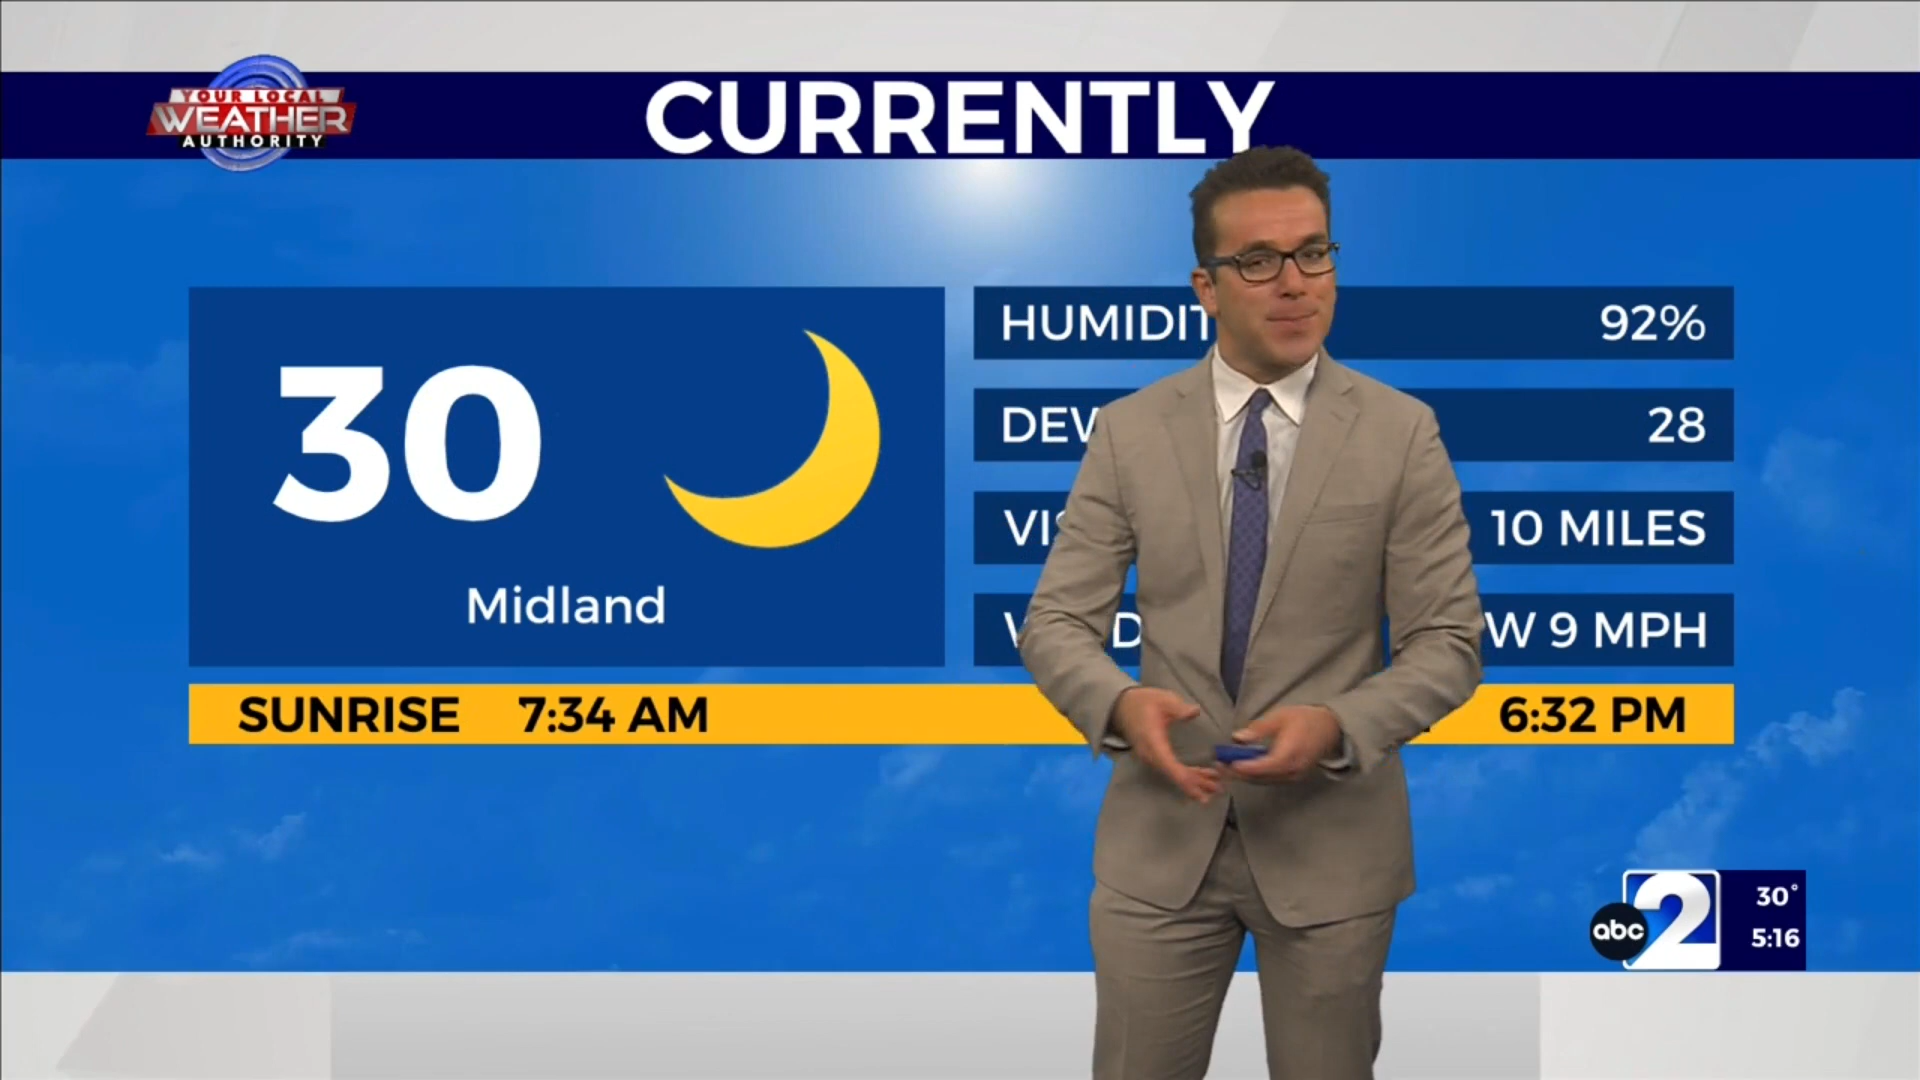 YOUR LOCAL
WEATHER
AUTHORITY
CURRENTLY
30
Midland
HUMIDIT
92%
DEW
28
10 MILES
W 9 MPH
SUNRISE 7:34 AM
6:32 PM
abc 2
30°
5:16